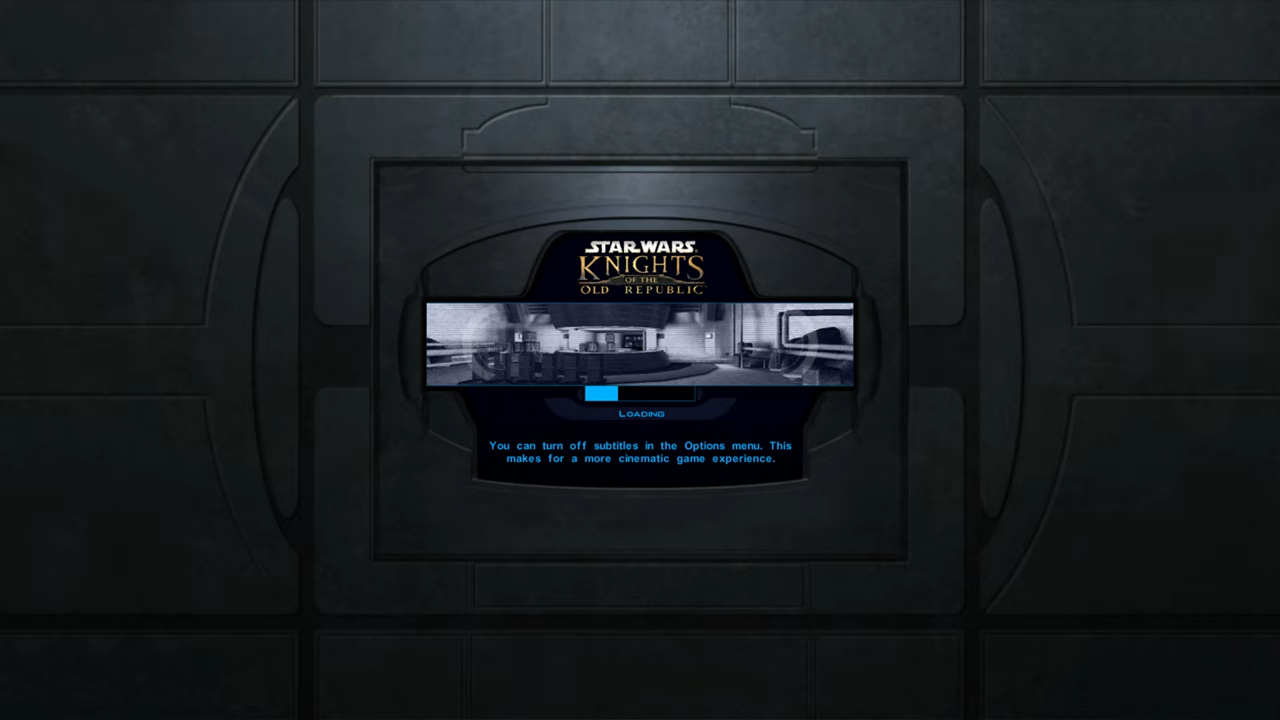 STAR WARS
KNIGHTS
OF THE
OLD REPUBLIC
LOADING
You can turn off subtitles in the Options menu. This
makes for a more cinematic game experience.